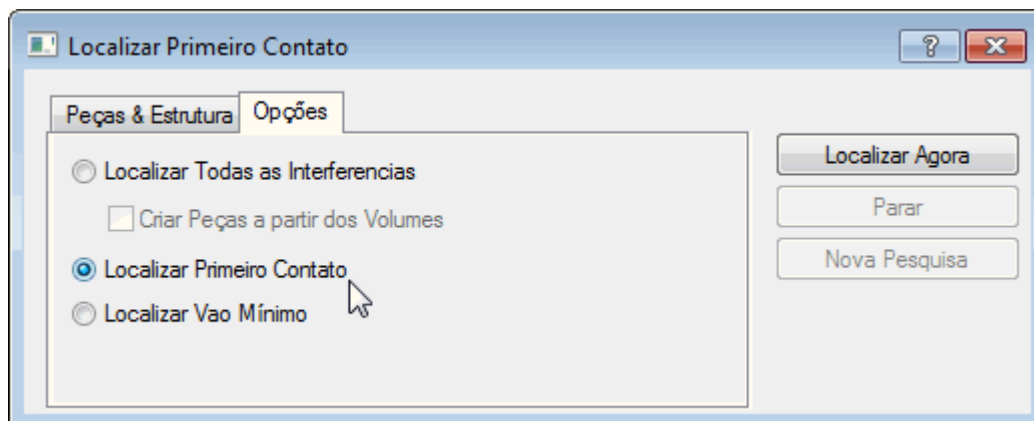 Localizar Primeiro Contato
Peças & Estrutura
Opções
Localizar Todas as Interferencias
Criar Peças a partir dos Volumes
Localizar Primeiro Contato
Localizar Vao Mínimo
Localizar Agora
Parar
Nova Pesquisa